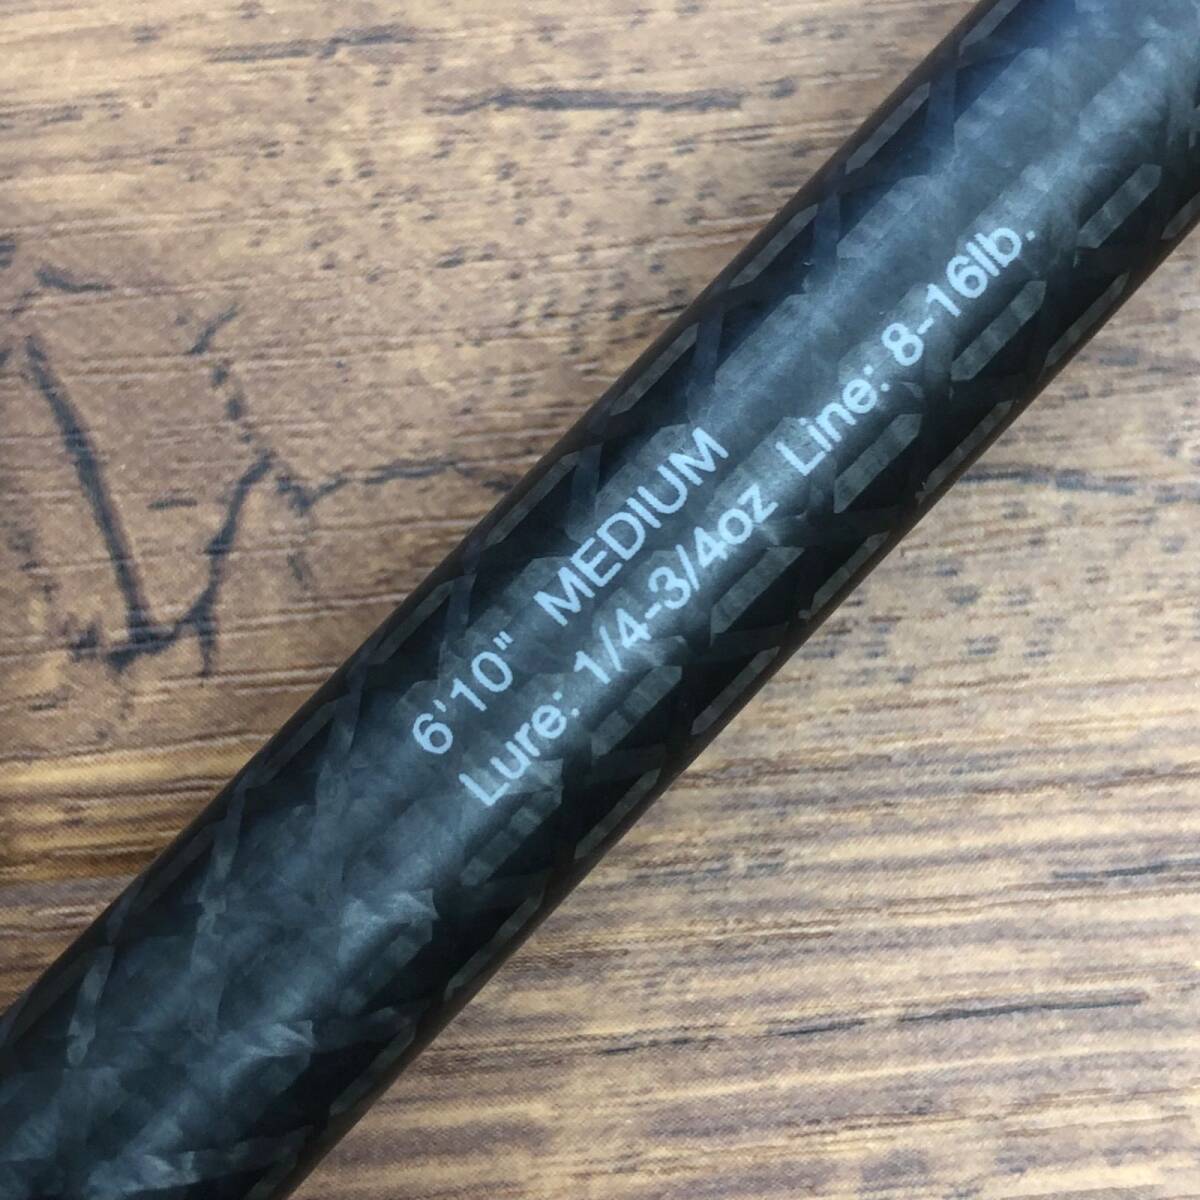 6'10" MEDIUM
Lure: 1/4-3/4oz Line: 8-16lb.